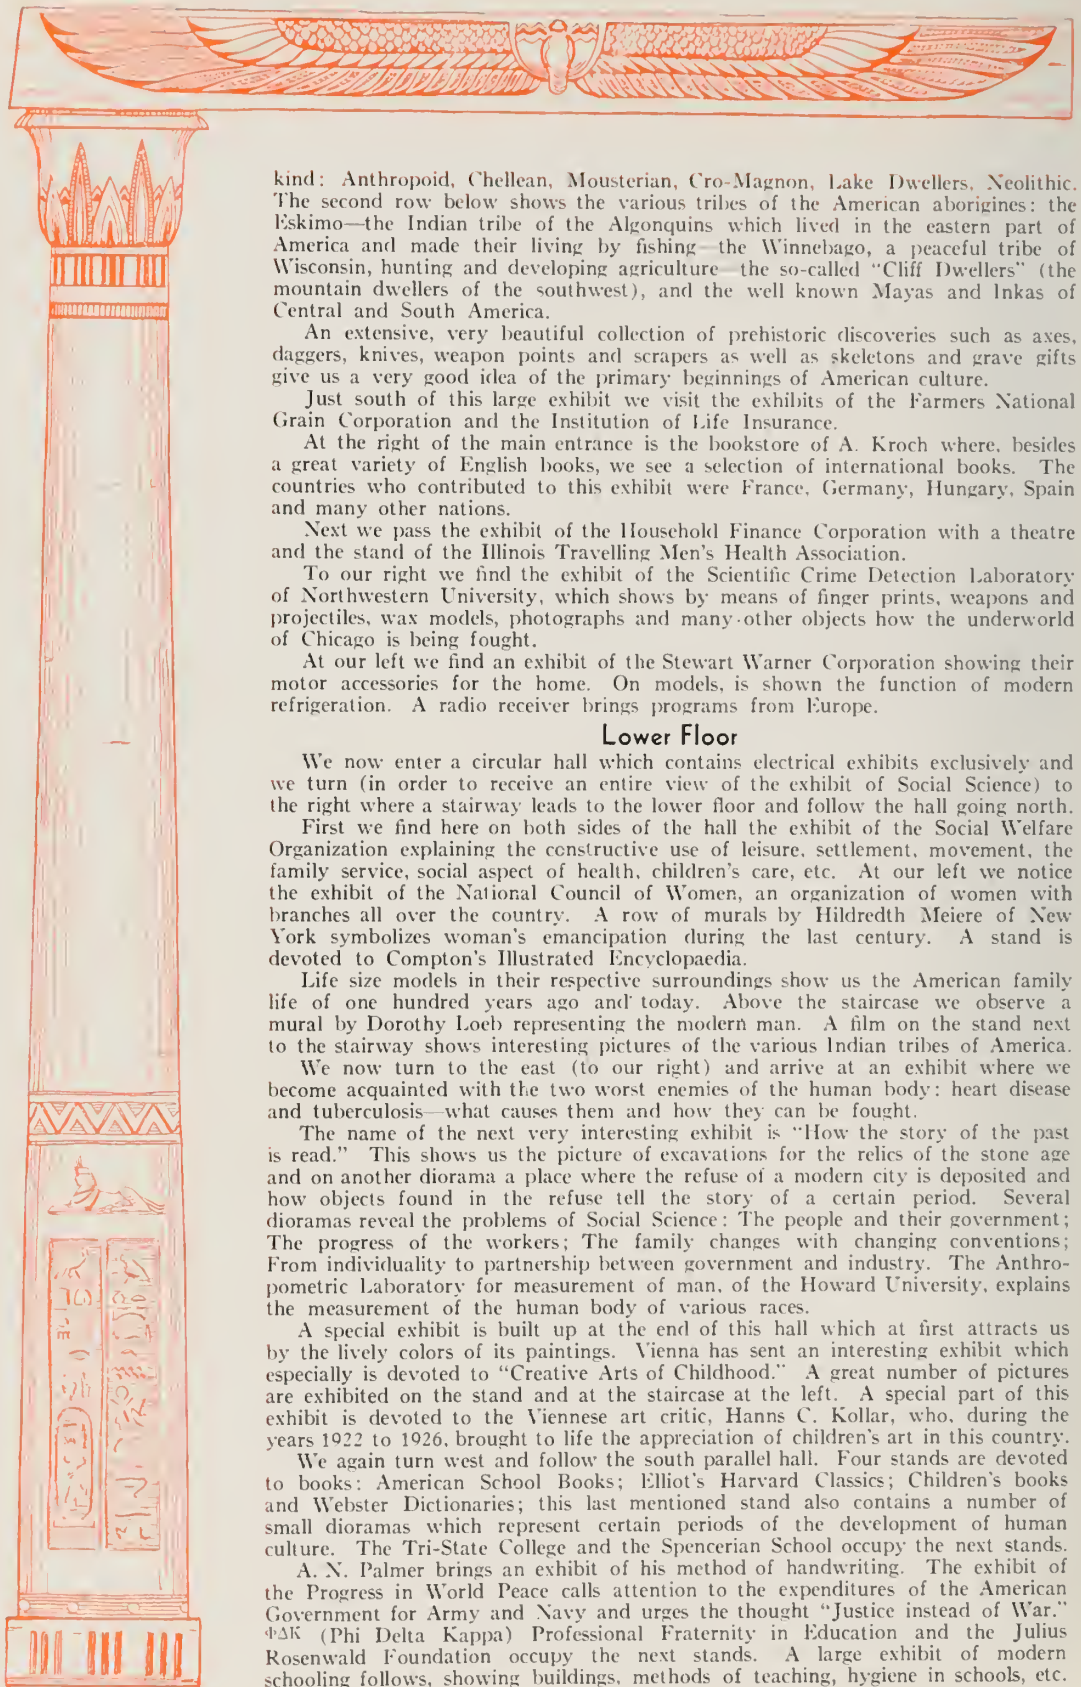 kind: Anthropoid, Chellean, Mousterian, Cro-Magnon, Lake Dwellers, Neolithic.
The second row below shows the various tribes of the American aborigines: the
Eskimo—the Indian tribe of the Algonquins which lived in the eastern part of
America and made their living by fishing—the Winnebago, a peaceful tribe of
Wisconsin, hunting and developing agriculture—the so-called "Cliff Dwellers" (the
mountain dwellers of the southwest), and the well known Mayas and Inkas of
Central and South America.
An extensive, very beautiful collection of prehistoric discoveries such as axes,
daggers, knives, weapon points and scrapers as well as skeletons and grave gifts
give us a very good idea of the primary beginnings of American culture.
Just south of this large exhibit we visit the exhibits of the Farmers National
Grain Corporation and the Institution of Life Insurance.
At the right of the main entrance is the bookstore of A. Kroch where, besides
a great variety of English books, we see a selection of international books. The
countries who contributed to this exhibit were France, Germany, Hungary, Spain
and many other nations.
Next we pass the exhibit of the Household Finance Corporation with a theatre
and the stand of the Illinois Travelling Men's Health Association.
To our right we find the exhibit of the Scientific Crime Detection Laboratory
of Northwestern University, which shows by means of finger prints, weapons and
projectiles, wax models, photographs and many other objects how the underworld
of Chicago is being fought.
At our left we find an exhibit of the Stewart Warner Corporation showing their
motor accessories for the home. On models, is shown the function of modern
refrigeration. A radio receiver brings programs from Europe.
Lower Floor
We now enter a circular hall which contains electrical exhibits exclusively and
we turn (in order to receive an entire view of the exhibit of Social Science) to
the right where a stairway leads to the lower floor and follow the hall going north.
First we find here on both sides of the hall the exhibit of the Social Welfare
Organization explaining the constructive use of leisure, settlement, movement, the
family service, social aspect of health, children's care, etc. At our left we notice
the exhibit of the National Council of Women, an organization of women with
branches all over the country. A row of murals by Hildredth Meiere of New
York symbolizes woman's emancipation during the last century. A stand is
devoted to Compton's Illustrated Encyclopaedia.
Life size models in their respective surroundings show us the American family
life of one hundred years ago and today. Above the staircase we observe a
mural by Dorothy Loeb representing the modern man. A film on the stand next
to the stairway shows interesting pictures of the various Indian tribes of America.
We now turn to the east (to our right) and arrive at an exhibit where we
become acquainted with the two worst enemies of the human body: heart disease
and tuberculosis—what causes them and how they can be fought.
The name of the next very interesting exhibit is "How the story of the past
is read." This shows us the picture of excavations for the relics of the stone age
and on another diorama a place where the refuse of a modern city is deposited and
how objects found in the refuse tell the story of a certain period. Several
dioramas reveal the problems of Social Science: The people and their government;
The progress of the workers; The family changes with changing conventions;
From individuality to partnership between government and industry. The Anthro-
pometric Laboratory for measurement of man, of the Howard University, explains
the measurement of the human body of various races.
A special exhibit is built up at the end of this hall which at first attracts us
by the lively colors of its paintings. Vienna has sent an interesting exhibit which
especially is devoted to "Creative Arts of Childhood." A great number of pictures
are exhibited on the stand and at the staircase at the left. A special part of this
exhibit is devoted to the Viennese art critic, Hanns C. Kollar, who, during the
years 1922 to 1926, brought to life the appreciation of children's art in this country.
We again turn west and follow the south parallel hall. Four stands are devoted
to books: American School Books; Elliot's Harvard Classics; Children's books
and Webster Dictionaries; this last mentioned stand also contains a number of
small dioramas which represent certain periods of the development of human
culture. The Tri-State College and the Spencerian School occupy the next stands.
A. N. Palmer brings an exhibit of his method of handwriting. The exhibit of
the Progress in World Peace calls attention to the expenditures of the American
Government for Army and Navy and urges the thought "Justice instead of War."
ΦΔΚ (Phi Delta Kappa) Professional Fraternity in Education and the Julius
Rosenwald Foundation occupy the next stands. A large exhibit of modern
schooling follows, showing buildings, methods of teaching, hygiene in schools, etc.